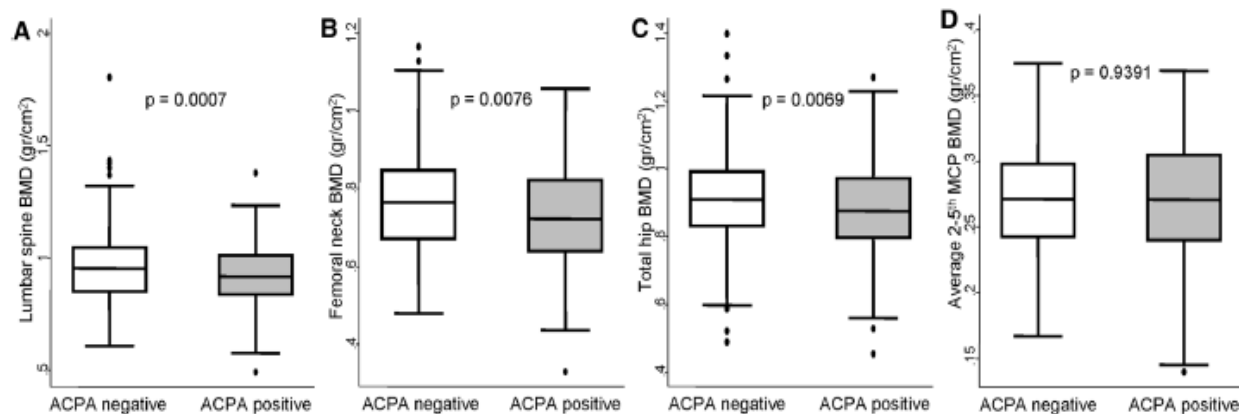 A
Lumbar spine BMD (gr/cm²)
2
1.5
1
.5
p = 0.0007
ACPA negative ACPA positive
B
Femoral neck BMD (gr/cm²)
1.2
1
.8
.6
.4
p = 0.0076
ACPA negative ACPA positive
C
Total hip BMD (gr/cm²)
1.4
1.2
1
.8
.6
.4
p = 0.0069
ACPA negative ACPA positive
D
Average 2-5th MCP BMD (gr/cm²)
.4
.35
.3
.25
.2
.15
p = 0.9391
ACPA negative ACPA positive